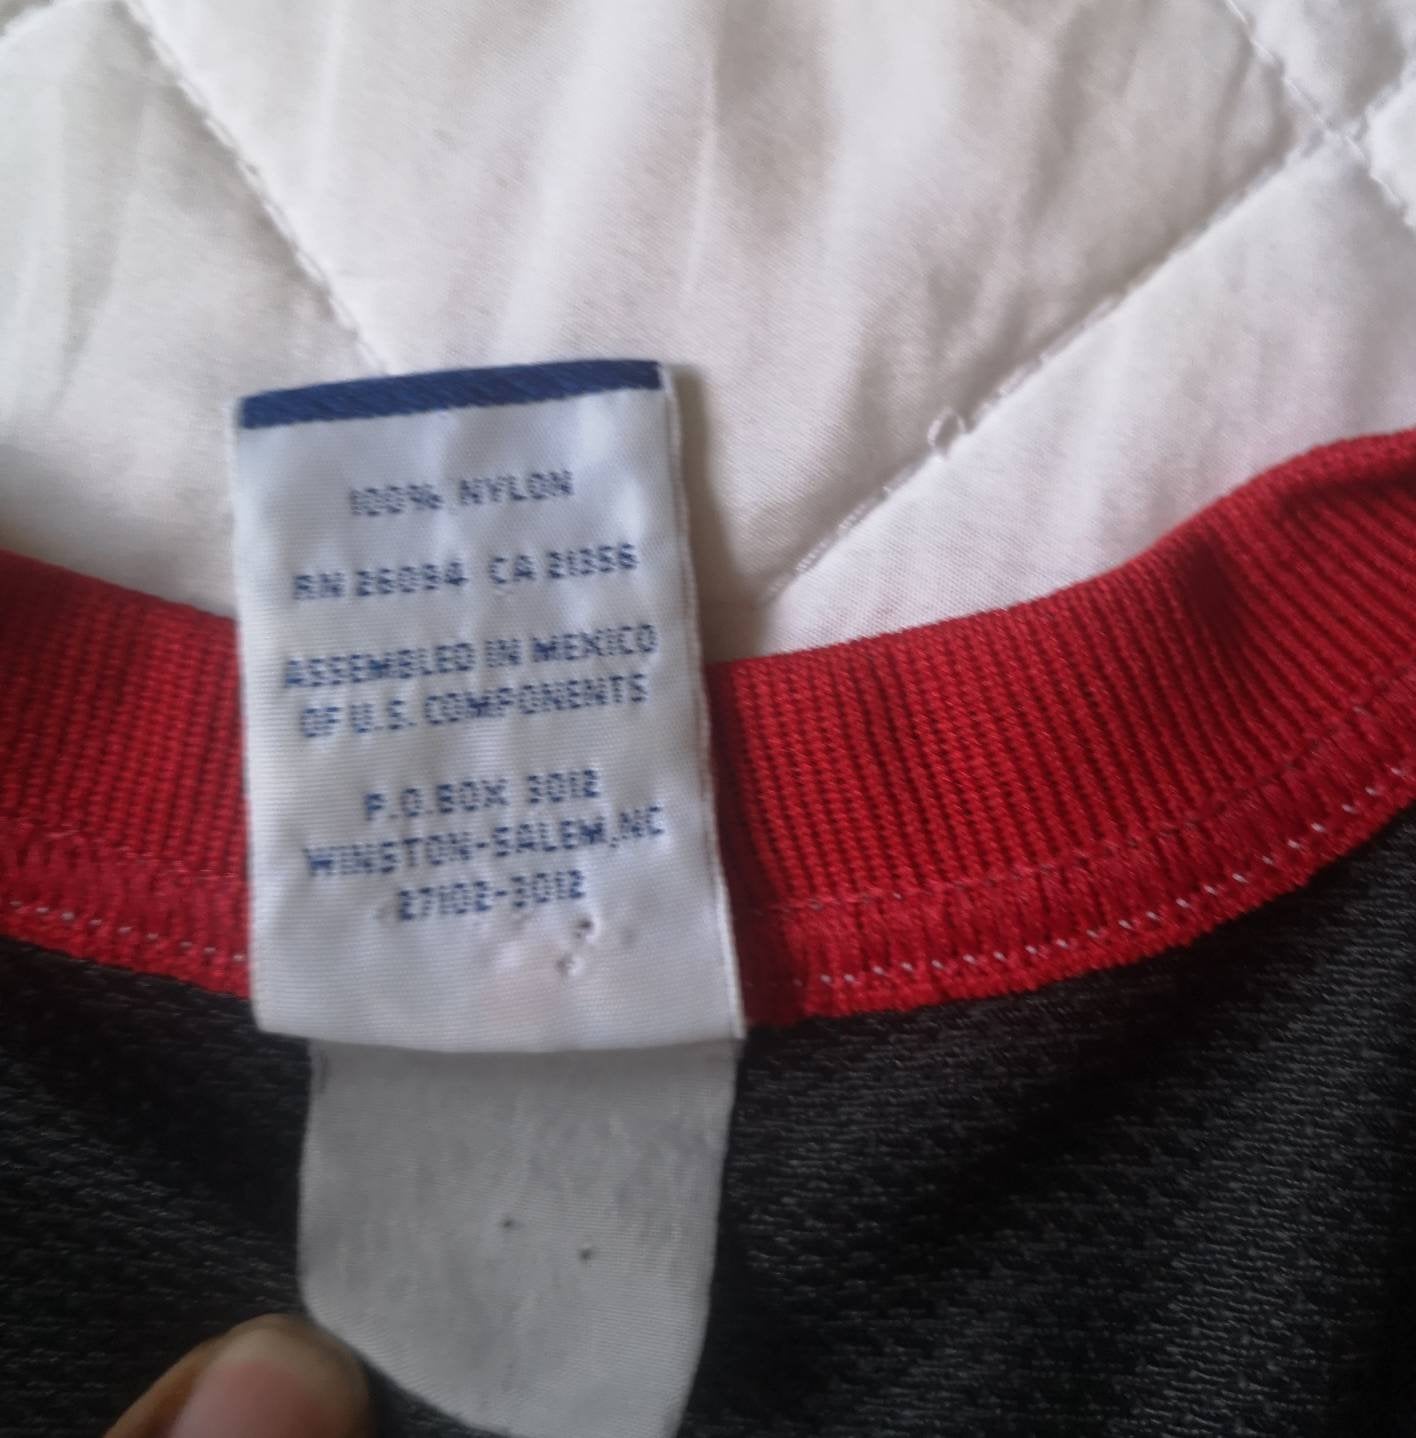 100% NYLON
RN 26094 CA 21356
ASSEMBLED IN MEXICO
OF U.S. COMPONENTS
P.O.BOX 3012
WINSTON-SALEM,NC
27102-3012